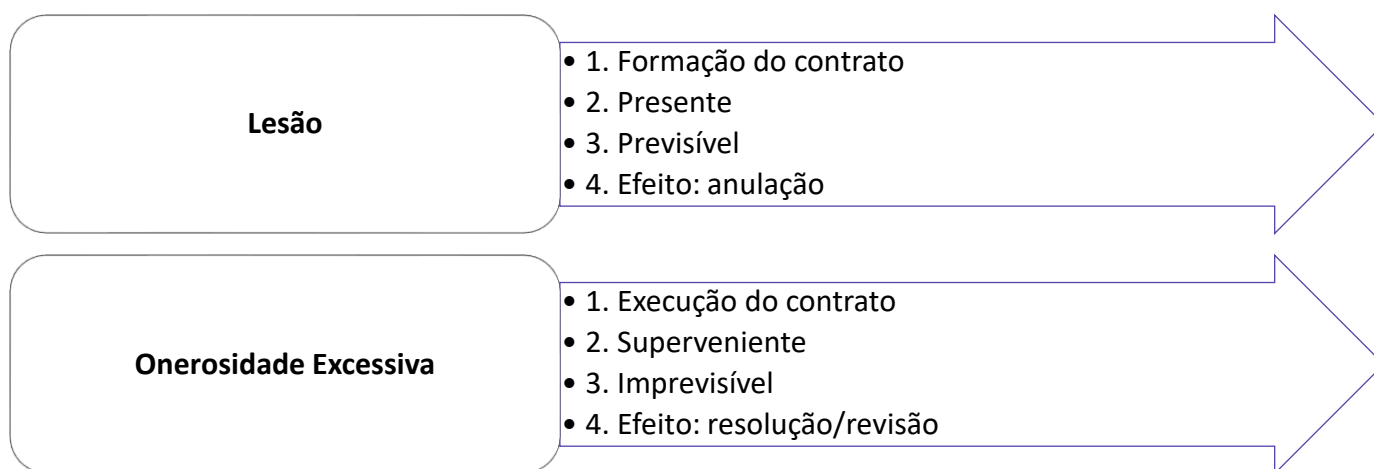 Lesão
• 1. Formação do contrato
• 2. Presente
• 3. Previsível
• 4. Efeito: anulação
Onerosidade Excessiva
• 1. Execução do contrato
• 2. Superveniente
• 3. Imprevisível
• 4. Efeito: resolução/revisão